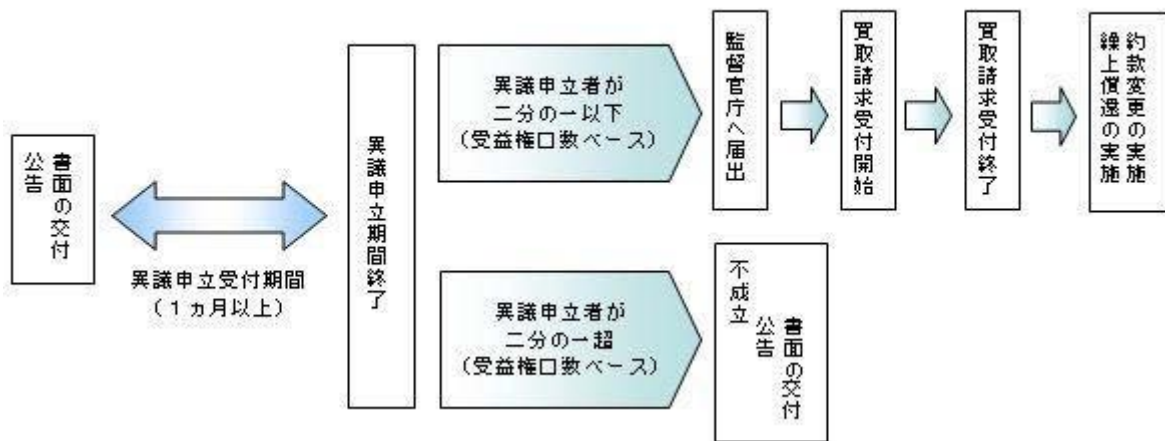 書面の交付
公告
異議申立受付期間
(１ヵ月以上)
異議申立期間終了
異議申立者が
二分の一以下
(受益権口数ベース)
監督官庁へ届出
買取請求受付開始
買取請求受付終了
約款変更の実施
繰上償還の実施
異議申立者が
二分の一超
(受益権口数ベース)
不成立
書面の交付
公告